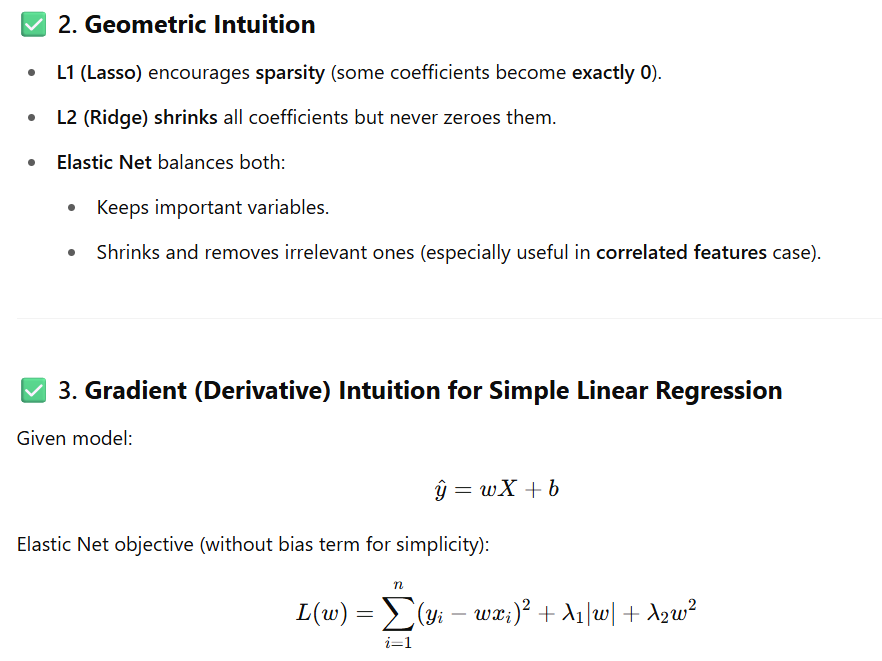 ✅ 2. Geometric Intuition
• L1 (Lasso) encourages sparsity (some coefficients become exactly 0).
• L2 (Ridge) shrinks all coefficients but never zeroes them.
• Elastic Net balances both:
• Keeps important variables.
• Shrinks and removes irrelevant ones (especially useful in correlated features case).
✅ 3. Gradient (Derivative) Intuition for Simple Linear Regression
Given model:
ŷ = wX + b
Elastic Net objective (without bias term for simplicity):
L(w) = ∑_{i=1}^{n} (y_i − wx_i)² + λ₁|w| + λ₂w²